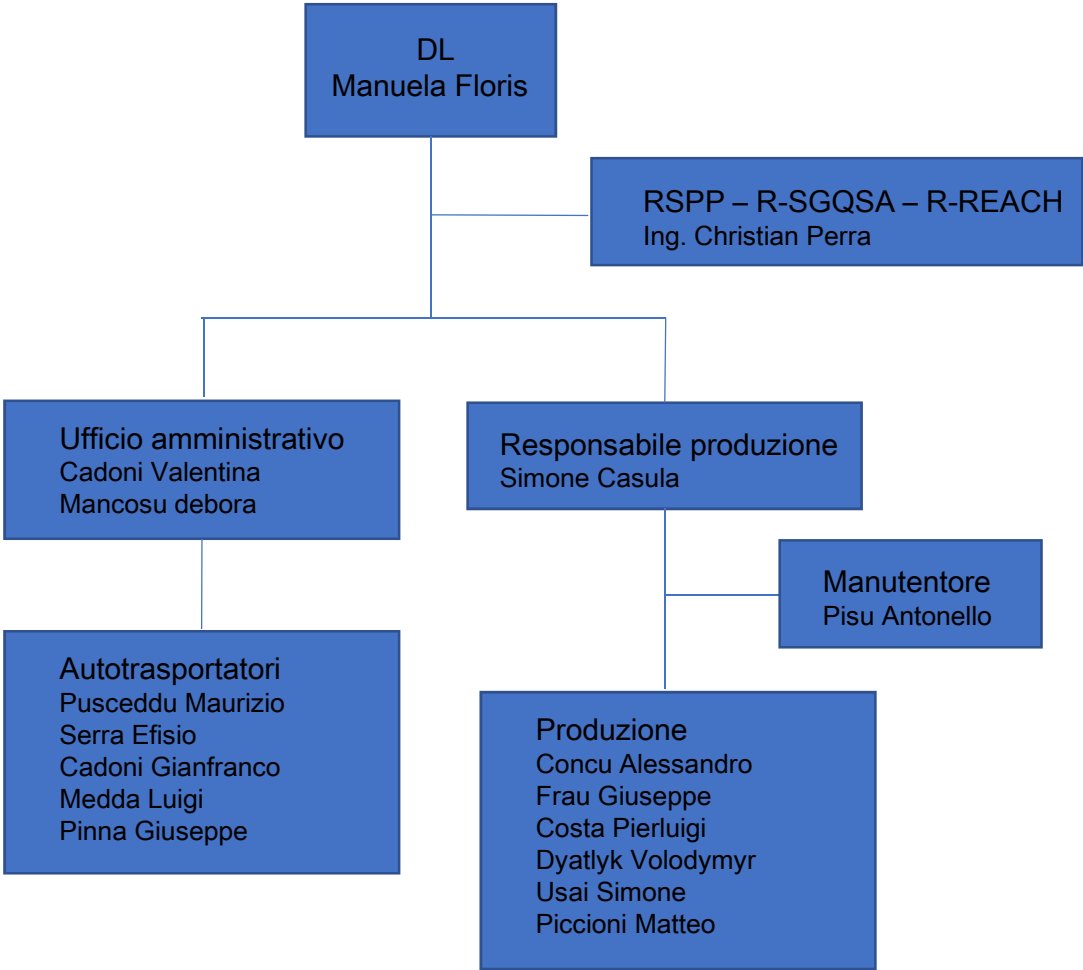 DL
Manuela Floris
RSPP – R-SGQSA – R-REACH
Ing. Christian Perra
Ufficio amministrativo
Cadoni Valentina
Mancosu debora
Responsabile produzione
Simone Casula
Manutentore
Pisu Antonello
Autotrasportatori
Pusceddu Maurizio
Serra Efisio
Cadoni Gianfranco
Medda Luigi
Pinna Giuseppe
Produzione
Concu Alessandro
Frau Giuseppe
Costa Pierluigi
Dyatlyk Volodymyr
Usai Simone
Piccioni Matteo